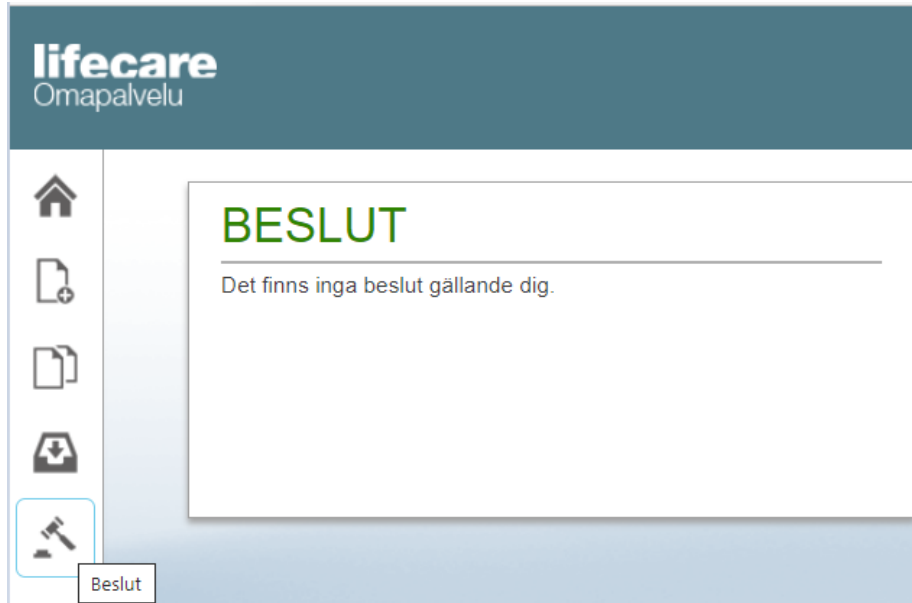 lifecare
Omapalvelu
BESLUT
Det finns inga beslut gällande dig.
Beslut